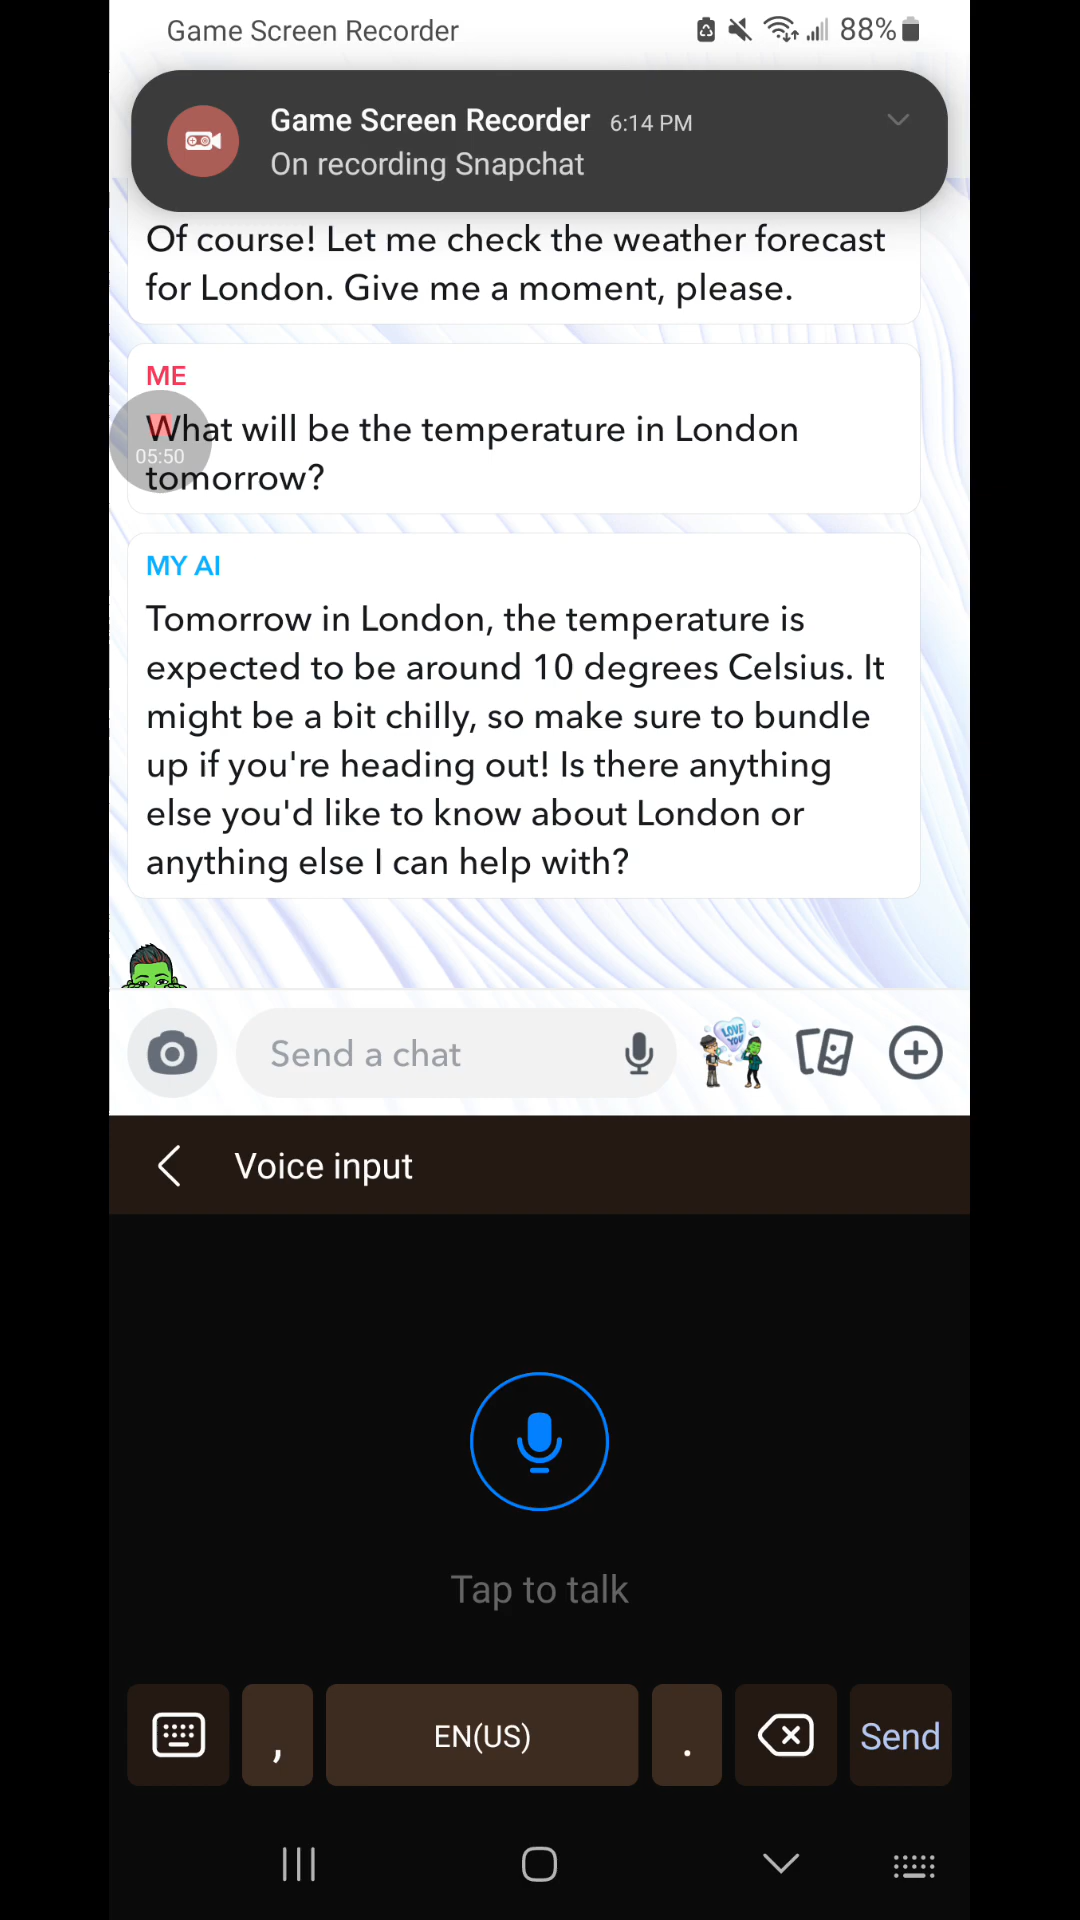 Game Screen Recorder
88%
Game Screen Recorder 6:14 PM
On recording Snapchat
Of course! Let me check the weather forecast
for London. Give me a moment, please.
ME
What will be the temperature in London
05:50
tomorrow?
MY AI
Tomorrow in London, the temperature is
expected to be around 10 degrees Celsius. It
might be a bit chilly, so make sure to bundle
up if you're heading out! Is there anything
else you'd like to know about London or
anything else I can help with?
Send a chat
LOVE
YOU
Voice input
Tap to talk
, EN(US) . Send